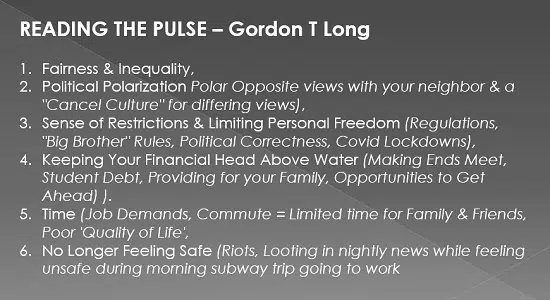 READING THE PULSE – Gordon T Long
1. Fairness & Inequality,
2. Political Polarization Polar Opposite views with your neighbor & a
"Cancel Culture" for differing views),
3. Sense of Restrictions & Limiting Personal Freedom (Regulations,
"Big Brother" Rules, Political Correctness, Covid Lockdowns),
4. Keeping Your Financial Head Above Water (Making Ends Meet,
Student Debt, Providing for your Family, Opportunities to Get
Ahead) ).
5. Time (Job Demands, Commute = Limited time for Family & Friends,
Poor 'Quality of Life',
6. No Longer Feeling Safe (Riots, Looting in nightly news while feeling
unsafe during morning subway trip going to work